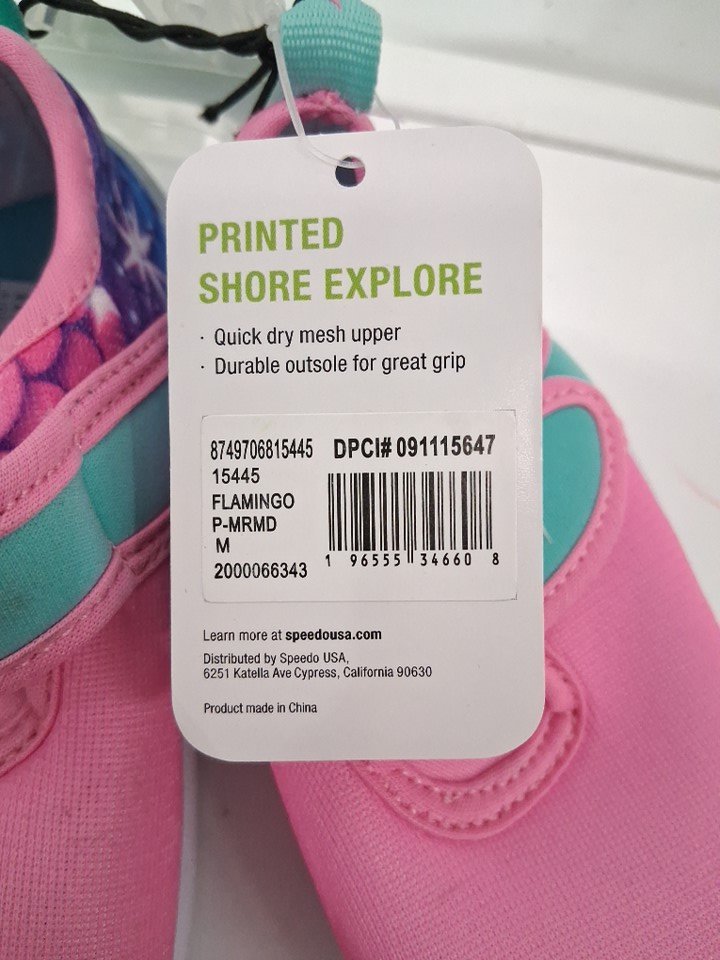 PRINTED
SHORE EXPLORE
· Quick dry mesh upper
· Durable outsole for great grip
8749706815445 DPCI# 091115647
15445
FLAMINGO
P-MRMD
M
2000066343
1 96555 34660 8
Learn more at speedousa.com
Distributed by Speedo USA,
6251 Katella Ave Cypress, California 90630
Product made in China